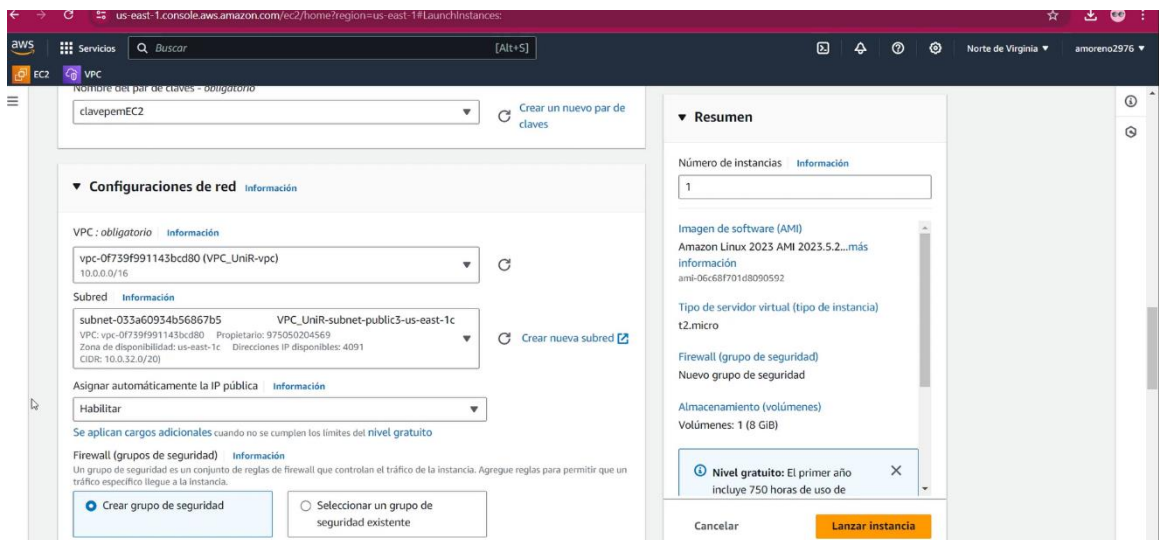 us-east-1.console.aws.amazon.com/ec2/home?region=us-east-1#LaunchInstances:
aws Servicios Buscar [Alt+S] Norte de Virginia ▼ amoreno2976 ▼
EC2 VPC
Nombre del par de claves - obligatorio
clavepemEC2
Crear un nuevo par de
claves
▼ Configuraciones de red Información
VPC : obligatorio Información
vpc-0f739f991143bcd80 (VPC_UniR-vpc)
10.0.0.0/16
Subred Información
subnet-033a60934b56867b5 VPC_UniR-subnet-public3-us-east-1c
VPC: vpc-0f739f991143bcd80 Propietario: 975050204569
Zona de disponibilidad: us-east-1c Direcciones IP disponibles: 4091
CIDR: 10.0.32.0/20)
Crear nueva subred
Asignar automáticamente la IP pública Información
Habilitar
Se aplican cargos adicionales cuando no se cumplen los límites del nivel gratuito
Firewall (grupos de seguridad) Información
Un grupo de seguridad es un conjunto de reglas de firewall que controlan el tráfico de la instancia. Agregue reglas para permitir que un
tráfico específico llegue a la instancia.
Crear grupo de seguridad
Seleccionar un grupo de
seguridad existente
▼ Resumen
Número de instancias Información
1
Imagen de software (AMI)
Amazon Linux 2023 AMI 2023.5.2...más
información
ami-06c68f701d8090592
Tipo de servidor virtual (tipo de instancia)
t2.micro
Firewall (grupo de seguridad)
Nuevo grupo de seguridad
Almacenamiento (volúmenes)
Volúmenes: 1 (8 GiB)
Nivel gratuito: El primer año
incluye 750 horas de uso de
Cancelar
Lanzar instancia